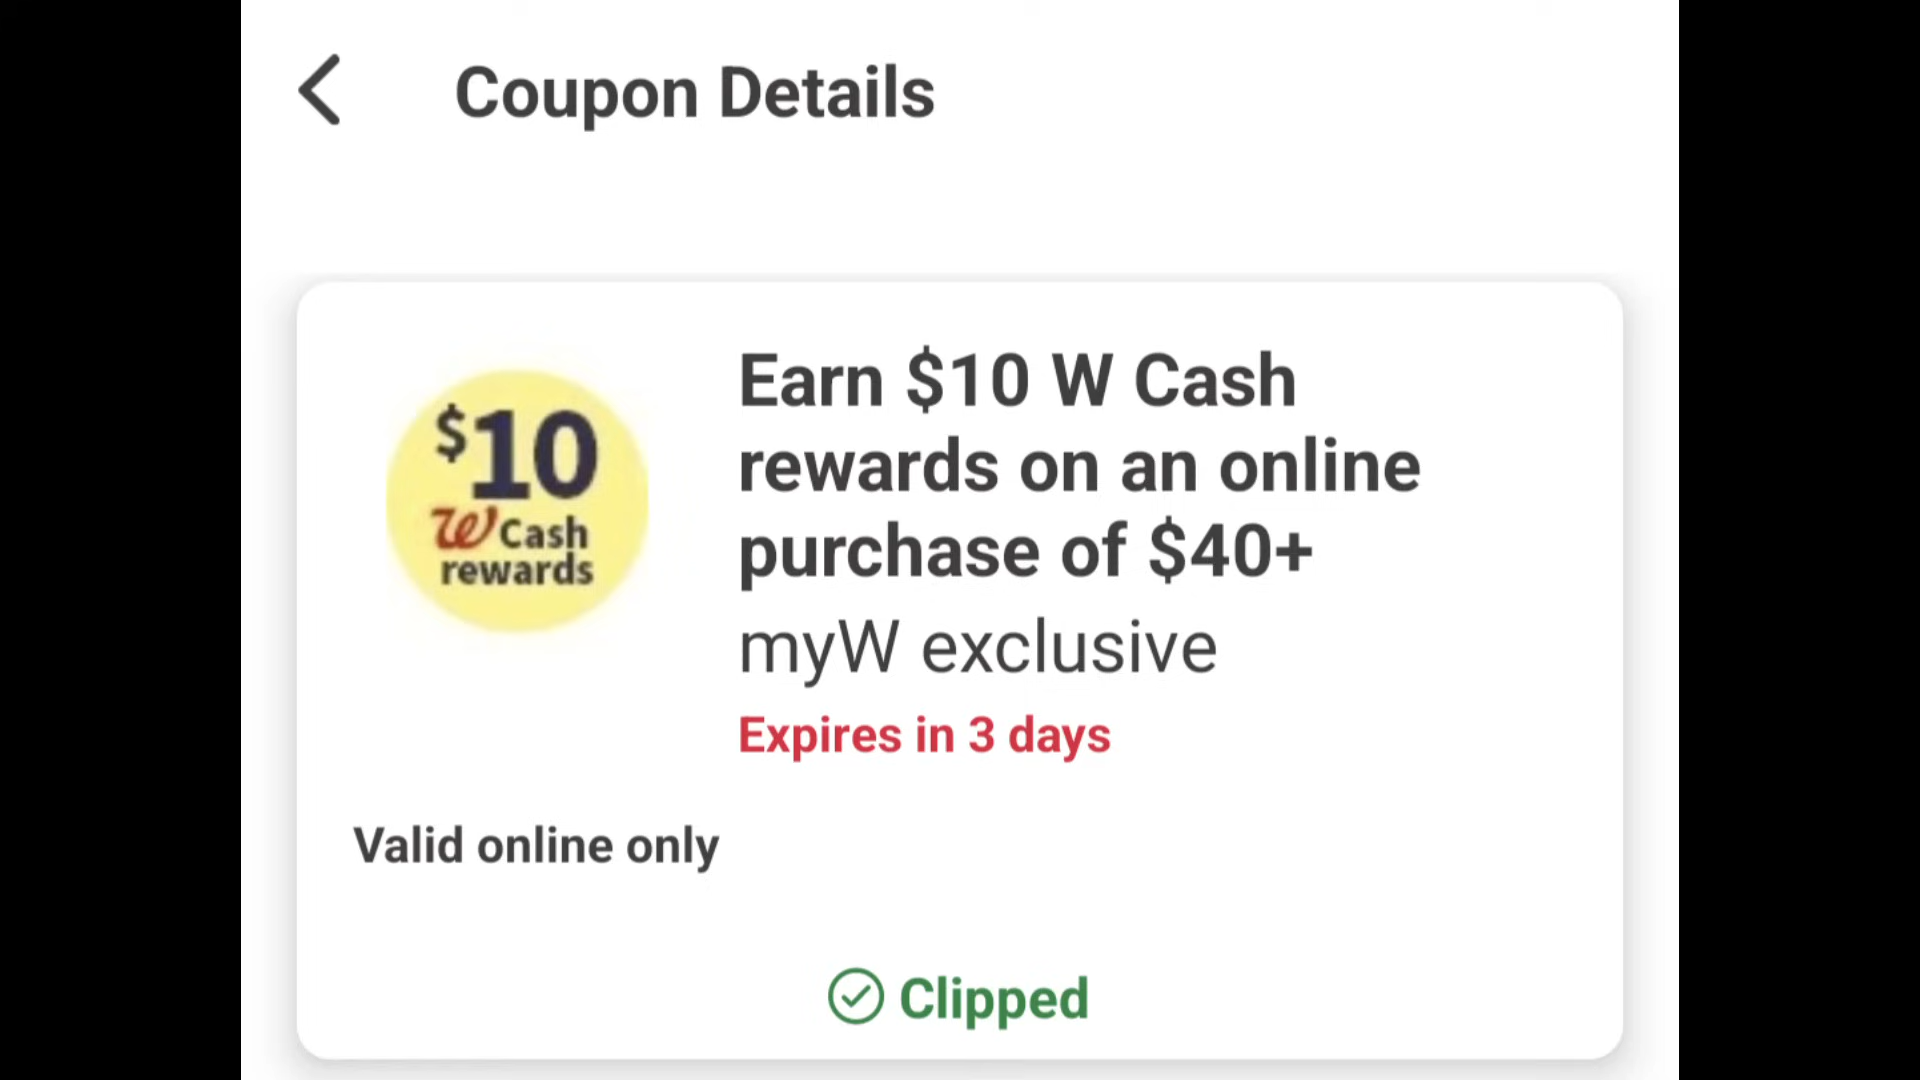 Coupon Details
$10
W Cash
rewards
Earn $10 W Cash
rewards on an online
purchase of $40+
myW exclusive
Expires in 3 days
Valid online only
Clipped